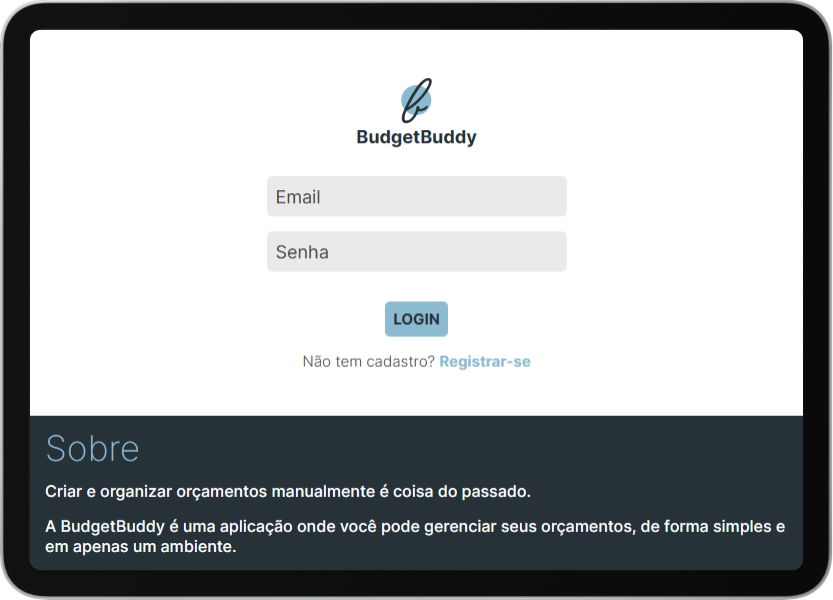 BudgetBuddy
Email
Senha
LOGIN
Não tem cadastro? Registrar-se
Sobre
Criar e organizar orçamentos manualmente é coisa do passado.
A BudgetBuddy é uma aplicação onde você pode gerenciar seus orçamentos, de forma simples e
em apenas um ambiente.